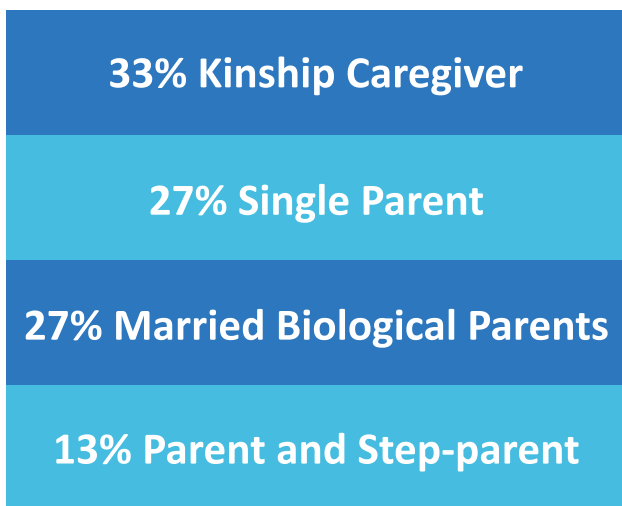 33% Kinship Caregiver
27% Single Parent
27% Married Biological Parents
13% Parent and Step-parent